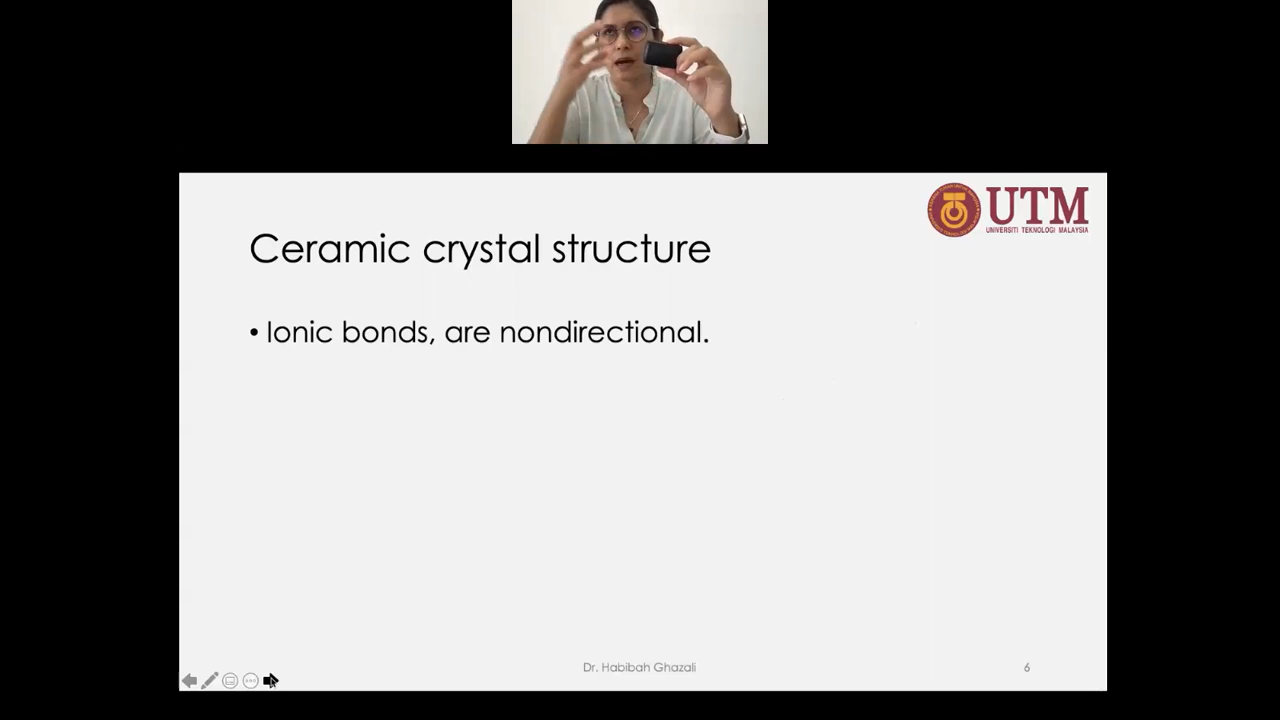 UTM
UNIVERSITI TEKNOLOGI MALAYSIA
Ceramic crystal structure
• Ionic bonds, are nondirectional.
Dr. Habibah Ghazali
6